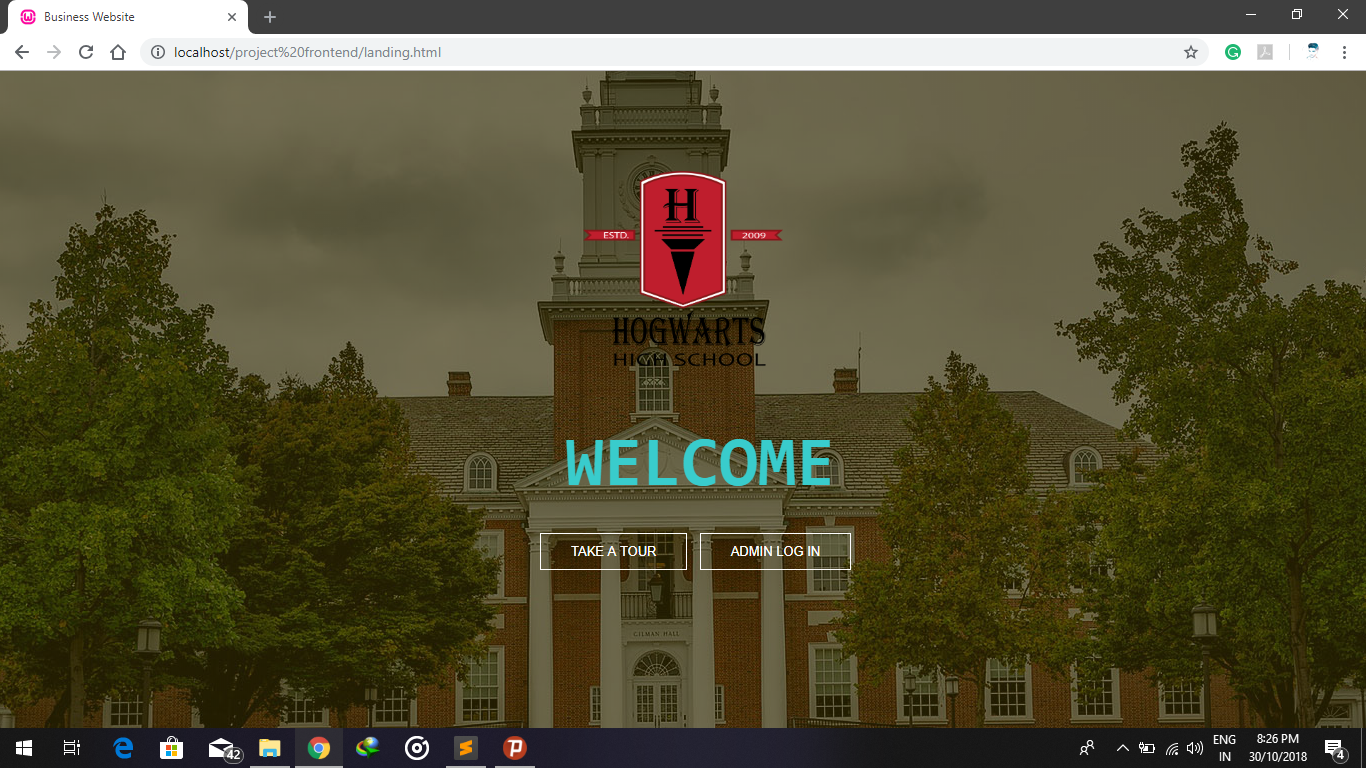 Business Website
localhost/project%20frontend/landing.html
H
ESTD. 2009
HOGWARTS
HIGH SCHOOL
WELCOME
TAKE A TOUR ADMIN LOG IN
GILMAN HALL
42
ENG
IN
8:26 PM
30/10/2018
4